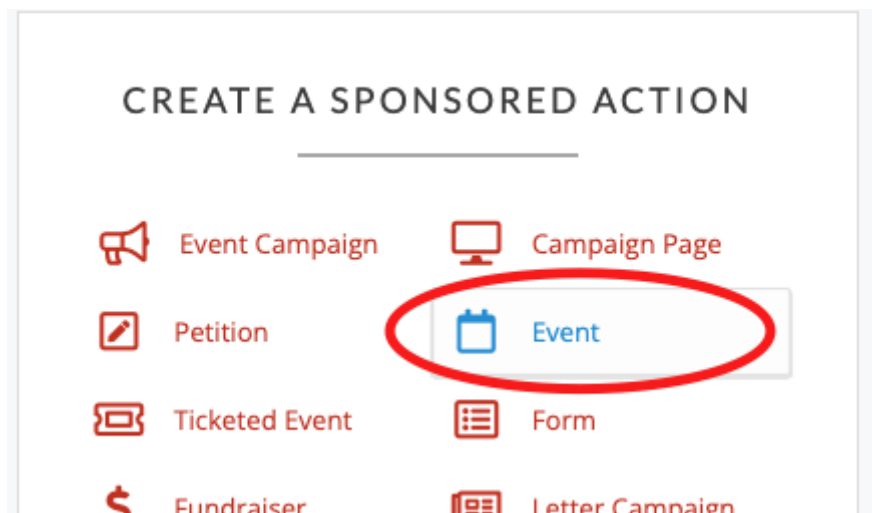 CREATE A SPONSORED ACTION
Event Campaign
Campaign Page
Petition
Event
Ticketed Event
Form
Fundraiser
Letter Campaign